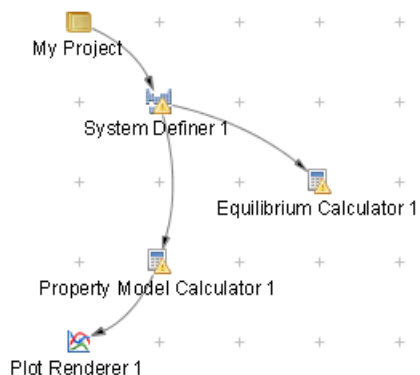 My Project
System Definer 1
Equilibrium Calculator 1
Property Model Calculator 1
Plot Renderer 1